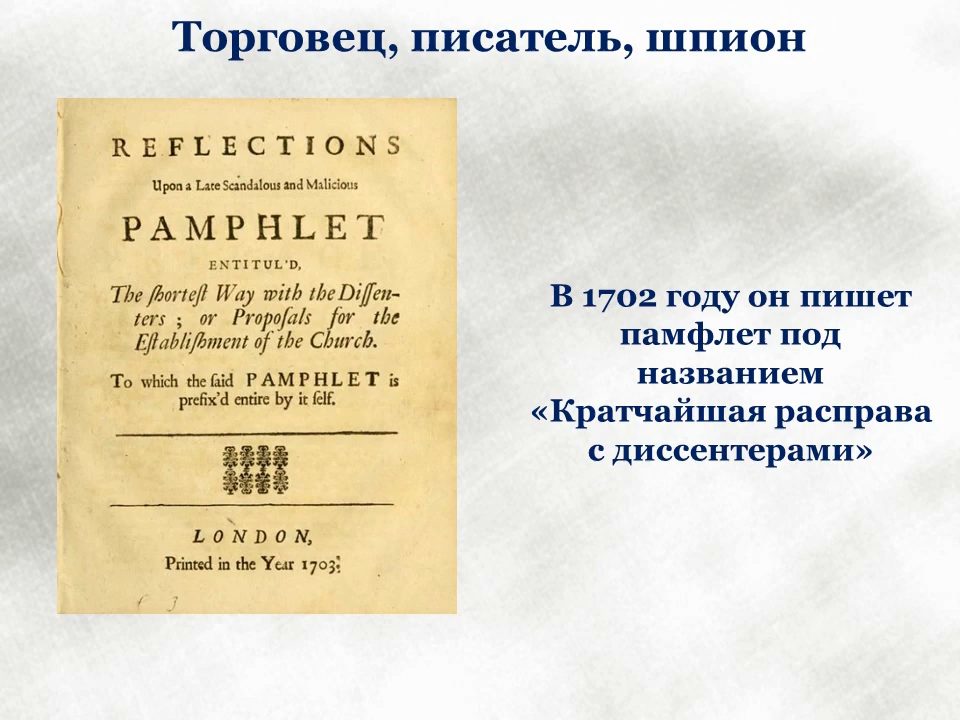 Торговец, писатель, шпион
REFLECTIONS
Upon a Late Scandalous and Malicious
PAMPHLET
ENTITUL'D,
The ſhorteſt Way with the Diſſen-
ters ; or Propoſals for the
Eſtabliſhment of the Church.
To which the ſaid PAMPHLET is
prefix'd entire by it ſelf.
LONDON,
Printed in the Year 1703.
В 1702 году он пишет
памфлет под
названием
«Кратчайшая расправа
с диссентерами»